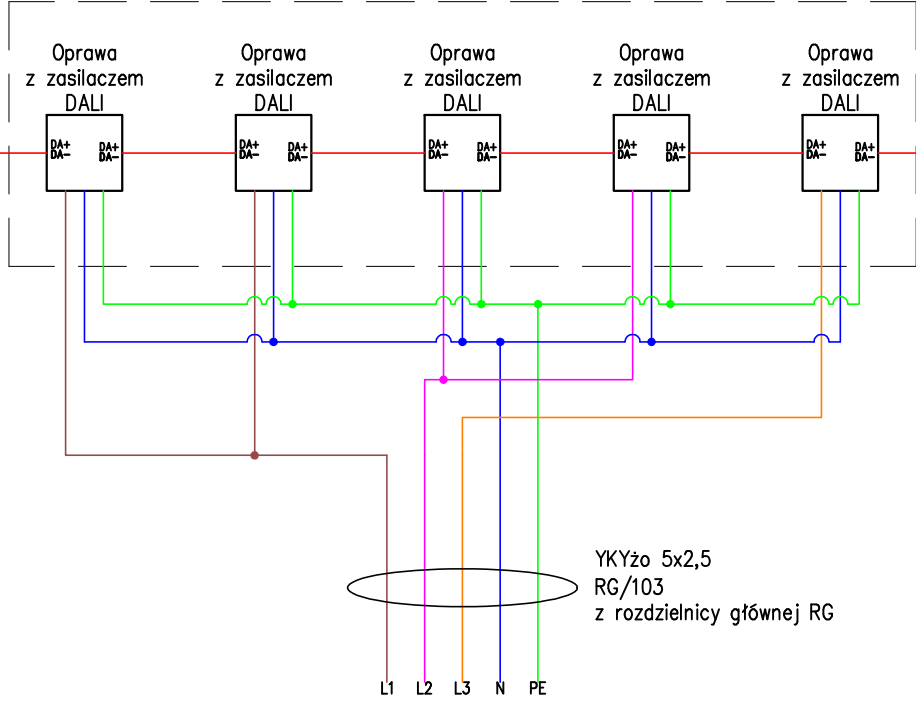 Oprawa
z zasilaczem
DALI
Oprawa
z zasilaczem
DALI
Oprawa
z zasilaczem
DALI
Oprawa
z zasilaczem
DALI
Oprawa
z zasilaczem
DALI
DA+
DA-
DA+
DA-
DA+
DA-
DA+
DA-
DA+
DA-
DA+
DA-
DA+
DA-
DA+
DA-
DA+
DA-
DA+
DA-
YKYżo 5x2,5
RG/103
z rozdzielnicy głównej RG
L1 L2 L3 N PE